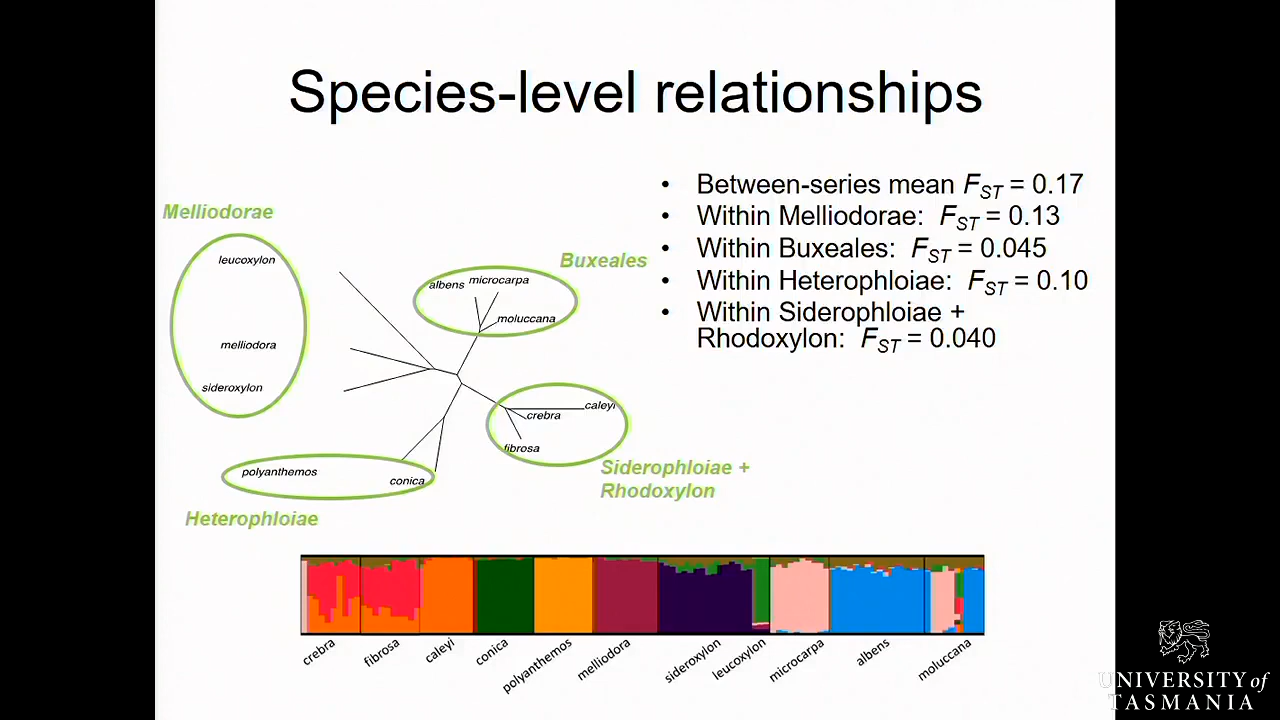 Species-level relationships
• Between-series mean FST = 0.17
• Within Melliodorae: FST = 0.13
• Within Buxeales: FST = 0.045
• Within Heterophloiae: FST = 0.10
• Within Siderophloiae +
Rhodoxylon: FST = 0.040
Melliodorae
leucoxylon
melliodora
sideroxylon
Buxeales
albens
microcarpa
moluccana
caleyi
crebra
fibrosa
Siderophloiae +
Rhodoxylon
polyanthemos
conica
Heterophloiae
crebra
fibrosa
caleyi
conica
polyanthemos
melliodora
sideroxylon
leucoxylon
microcarpa
albens
moluccana
UNIVERSITY of
TASMANIA